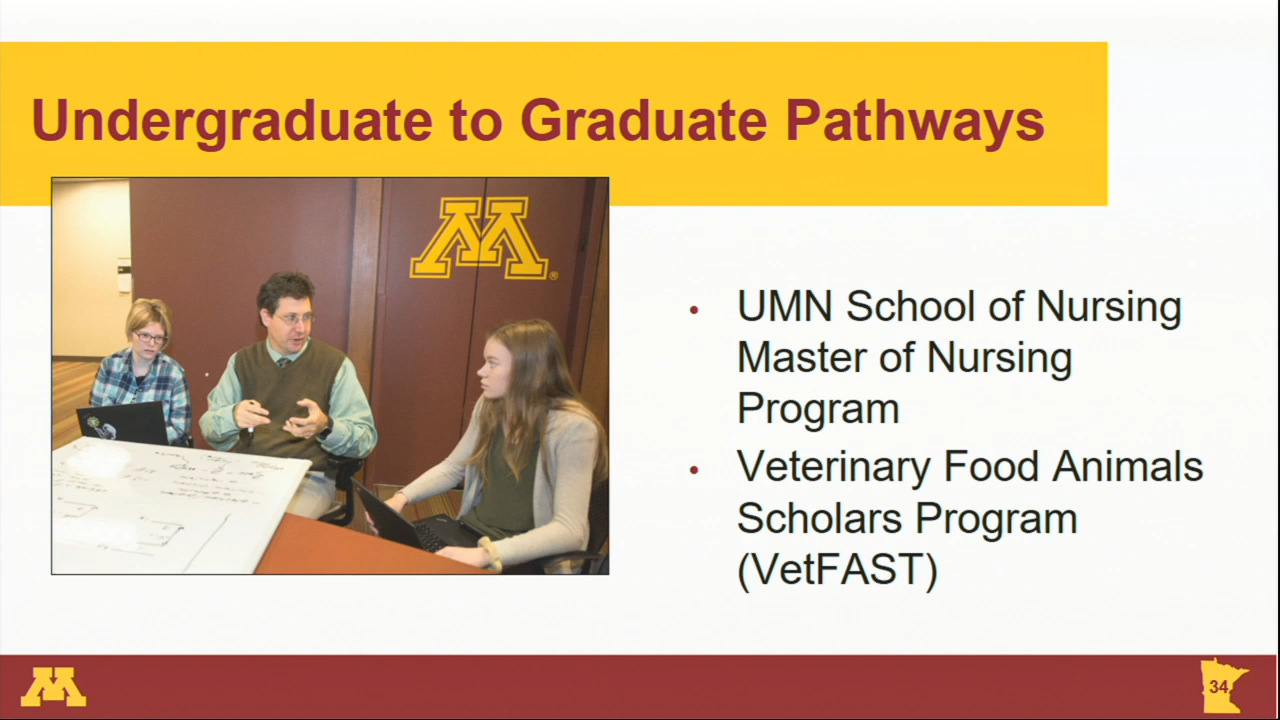 Undergraduate to Graduate Pathways
M
®
• UMN School of Nursing
Master of Nursing
Program
• Veterinary Food Animals
Scholars Program
(VetFAST)
M
34